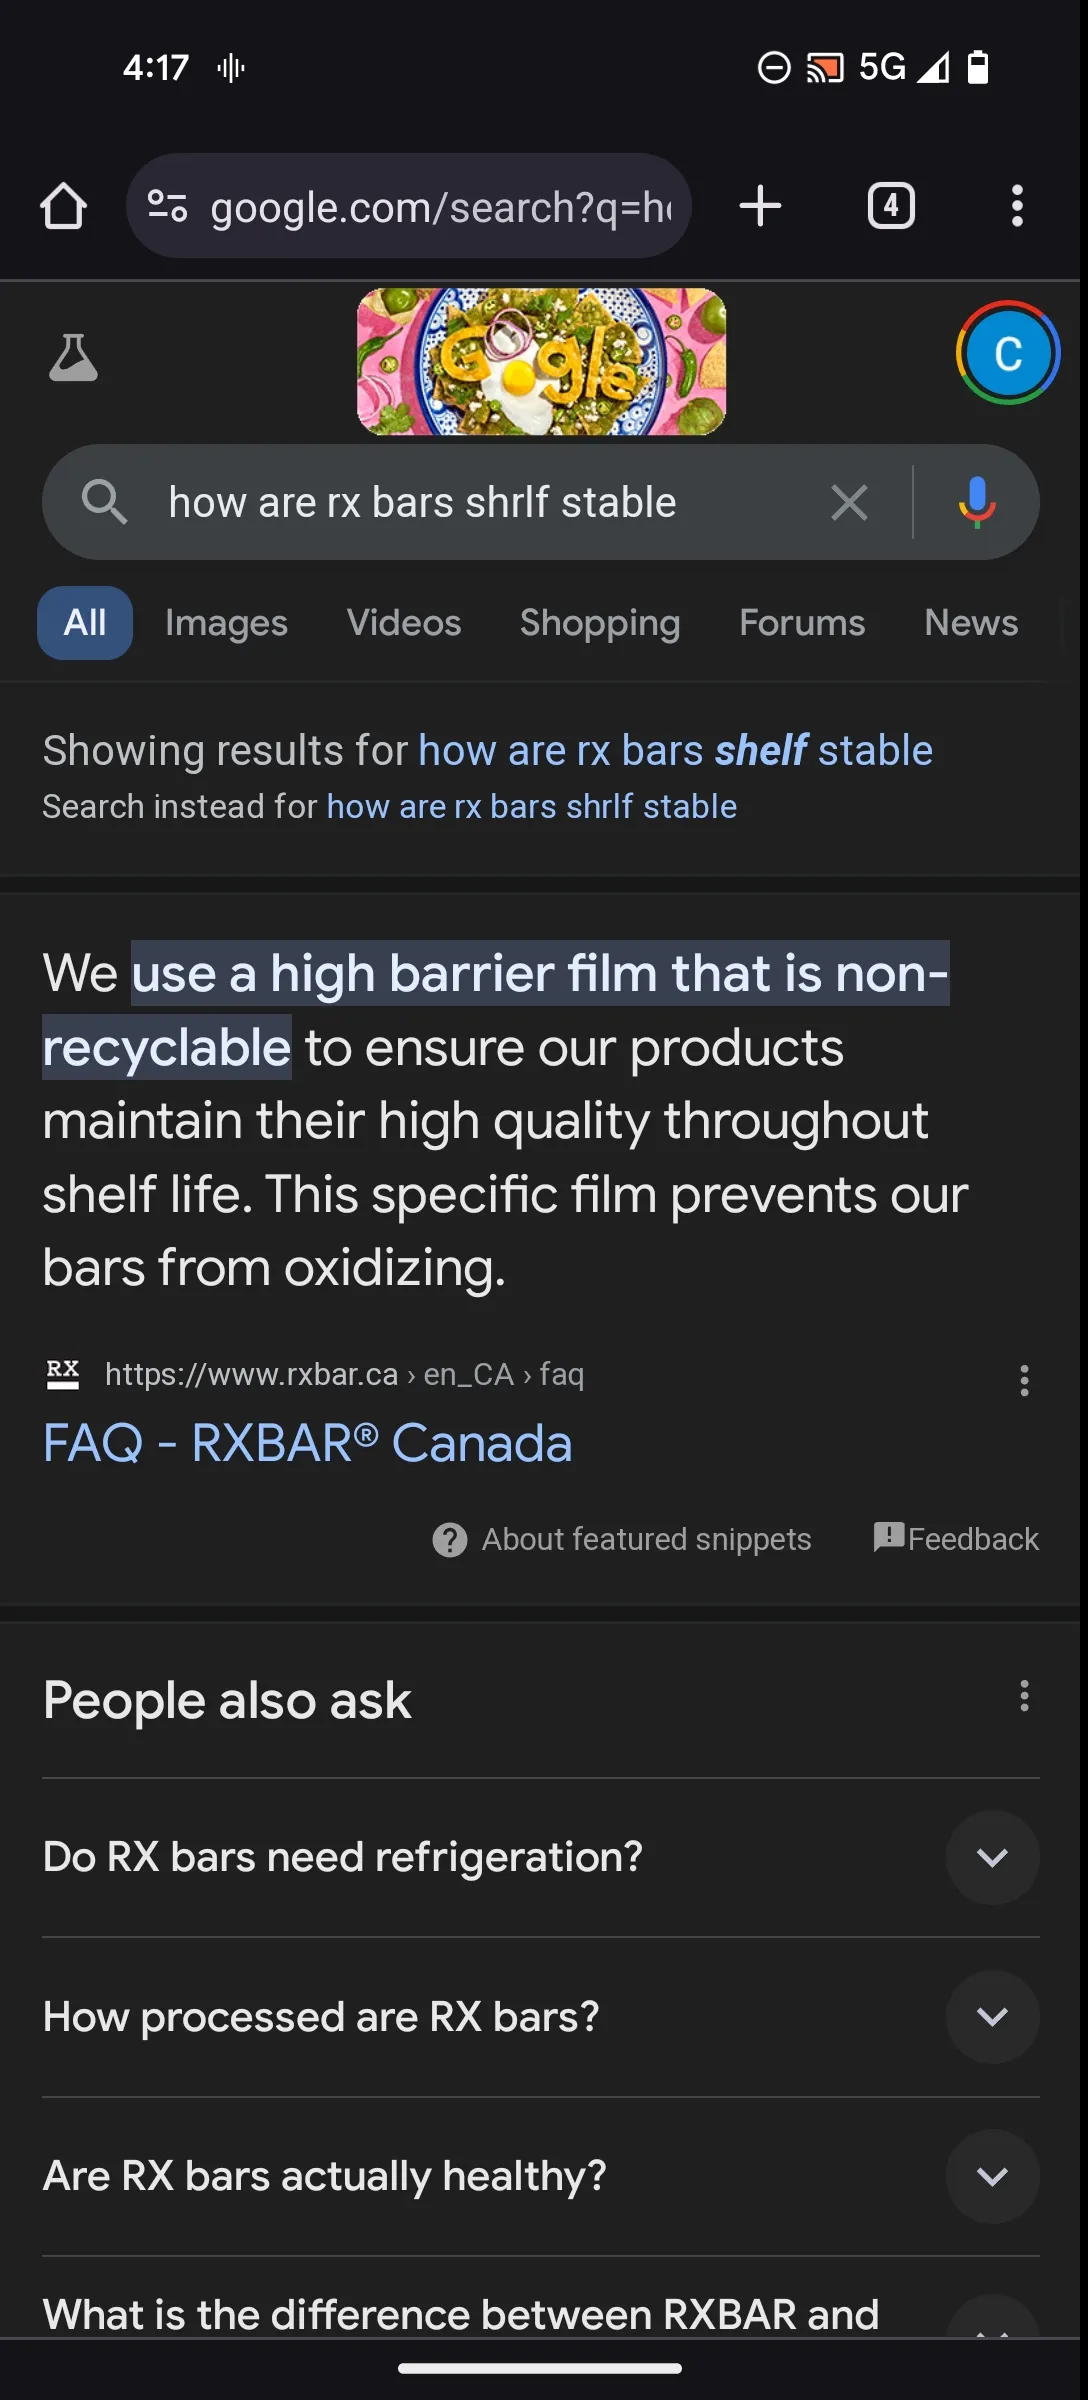 4:17
5G
google.com/search?q=h
4
Google
C
how are rx bars shrlf stable
All Images Videos Shopping Forums News
Showing results for how are rx bars shelf stable
Search instead for how are rx bars shrlf stable
We use a high barrier film that is non-
recyclable to ensure our products
maintain their high quality throughout
shelf life. This specific film prevents our
bars from oxidizing.
RX https://www.rxbar.ca › en_CA › faq
FAQ - RXBAR® Canada
About featured snippets Feedback
People also ask
Do RX bars need refrigeration?
How processed are RX bars?
Are RX bars actually healthy?
What is the difference between RXBAR and